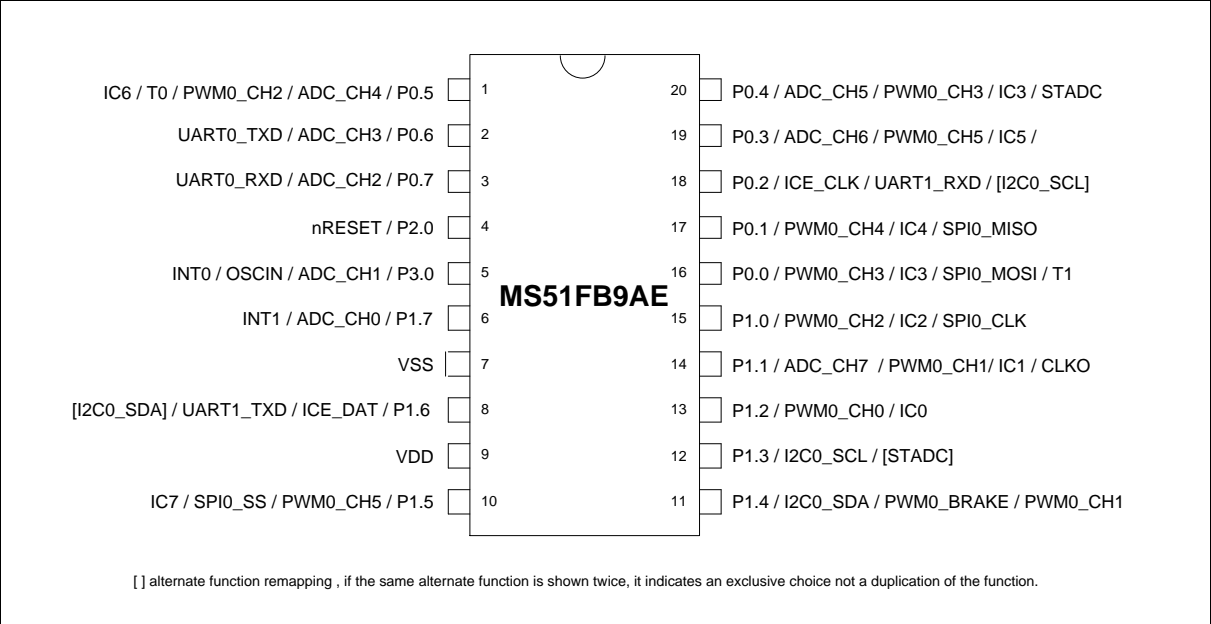 IC6 / T0 / PWM0_CH2 / ADC_CH4 / P0.5 1
UART0_TXD / ADC_CH3 / P0.6 2
UART0_RXD / ADC_CH2 / P0.7 3
nRESET / P2.0 4
INT0 / OSCIN / ADC_CH1 / P3.0 5
INT1 / ADC_CH0 / P1.7 6
VSS 7
[I2C0_SDA] / UART1_TXD / ICE_DAT / P1.6 8
VDD 9
IC7 / SPI0_SS / PWM0_CH5 / P1.5 10
MS51FB9AE
20 P0.4 / ADC_CH5 / PWM0_CH3 / IC3 / STADC
19 P0.3 / ADC_CH6 / PWM0_CH5 / IC5 /
18 P0.2 / ICE_CLK / UART1_RXD / [I2C0_SCL]
17 P0.1 / PWM0_CH4 / IC4 / SPI0_MISO
16 P0.0 / PWM0_CH3 / IC3 / SPI0_MOSI / T1
15 P1.0 / PWM0_CH2 / IC2 / SPI0_CLK
14 P1.1 / ADC_CH7 / PWM0_CH1/ IC1 / CLKO
13 P1.2 / PWM0_CH0 / IC0
12 P1.3 / I2C0_SCL / [STADC]
11 P1.4 / I2C0_SDA / PWM0_BRAKE / PWM0_CH1
[ ] alternate function remapping , if the same alternate function is shown twice, it indicates an exclusive choice not a duplication of the function.